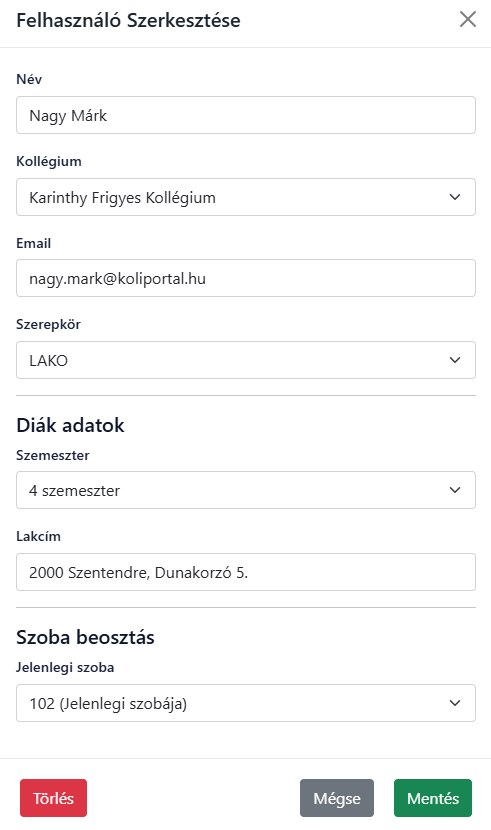 Felhasználó Szerkesztése
Név
Nagy Márk
Kollégium
Karinthy Frigyes Kollégium
Email
nagy.mark@koliportal.hu
Szerepkör
LAKO
Diák adatok
Szemeszter
4 szemeszter
Lakcím
2000 Szentendre, Dunakorzó 5.
Szoba beosztás
Jelenlegi szoba
102 (Jelenlegi szobája)
Törlés Mégse Mentés